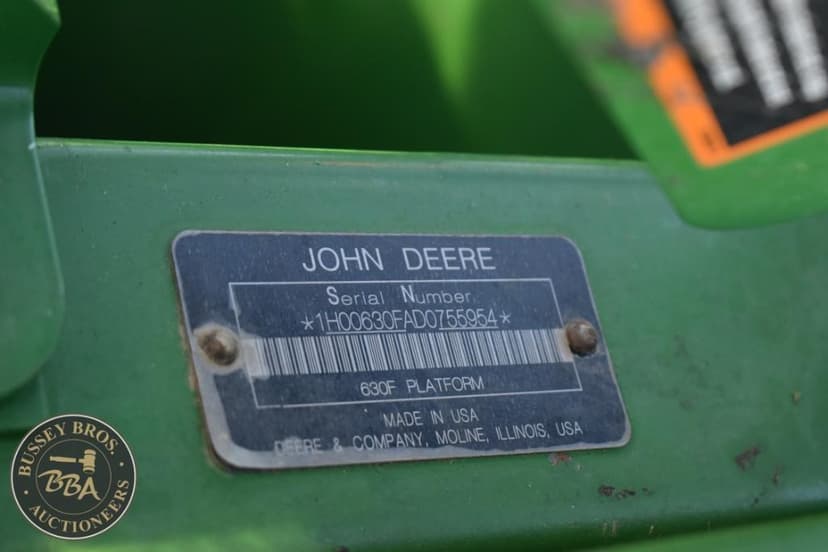 JOHN DEERE
Serial Number
*1H00630FAD0755954*
630F PLATFORM
MADE IN USA
DEERE & COMPANY, MOLINE, ILLINOIS, USA
BUSSEY BROS.
BBA
AUCTIONEERS